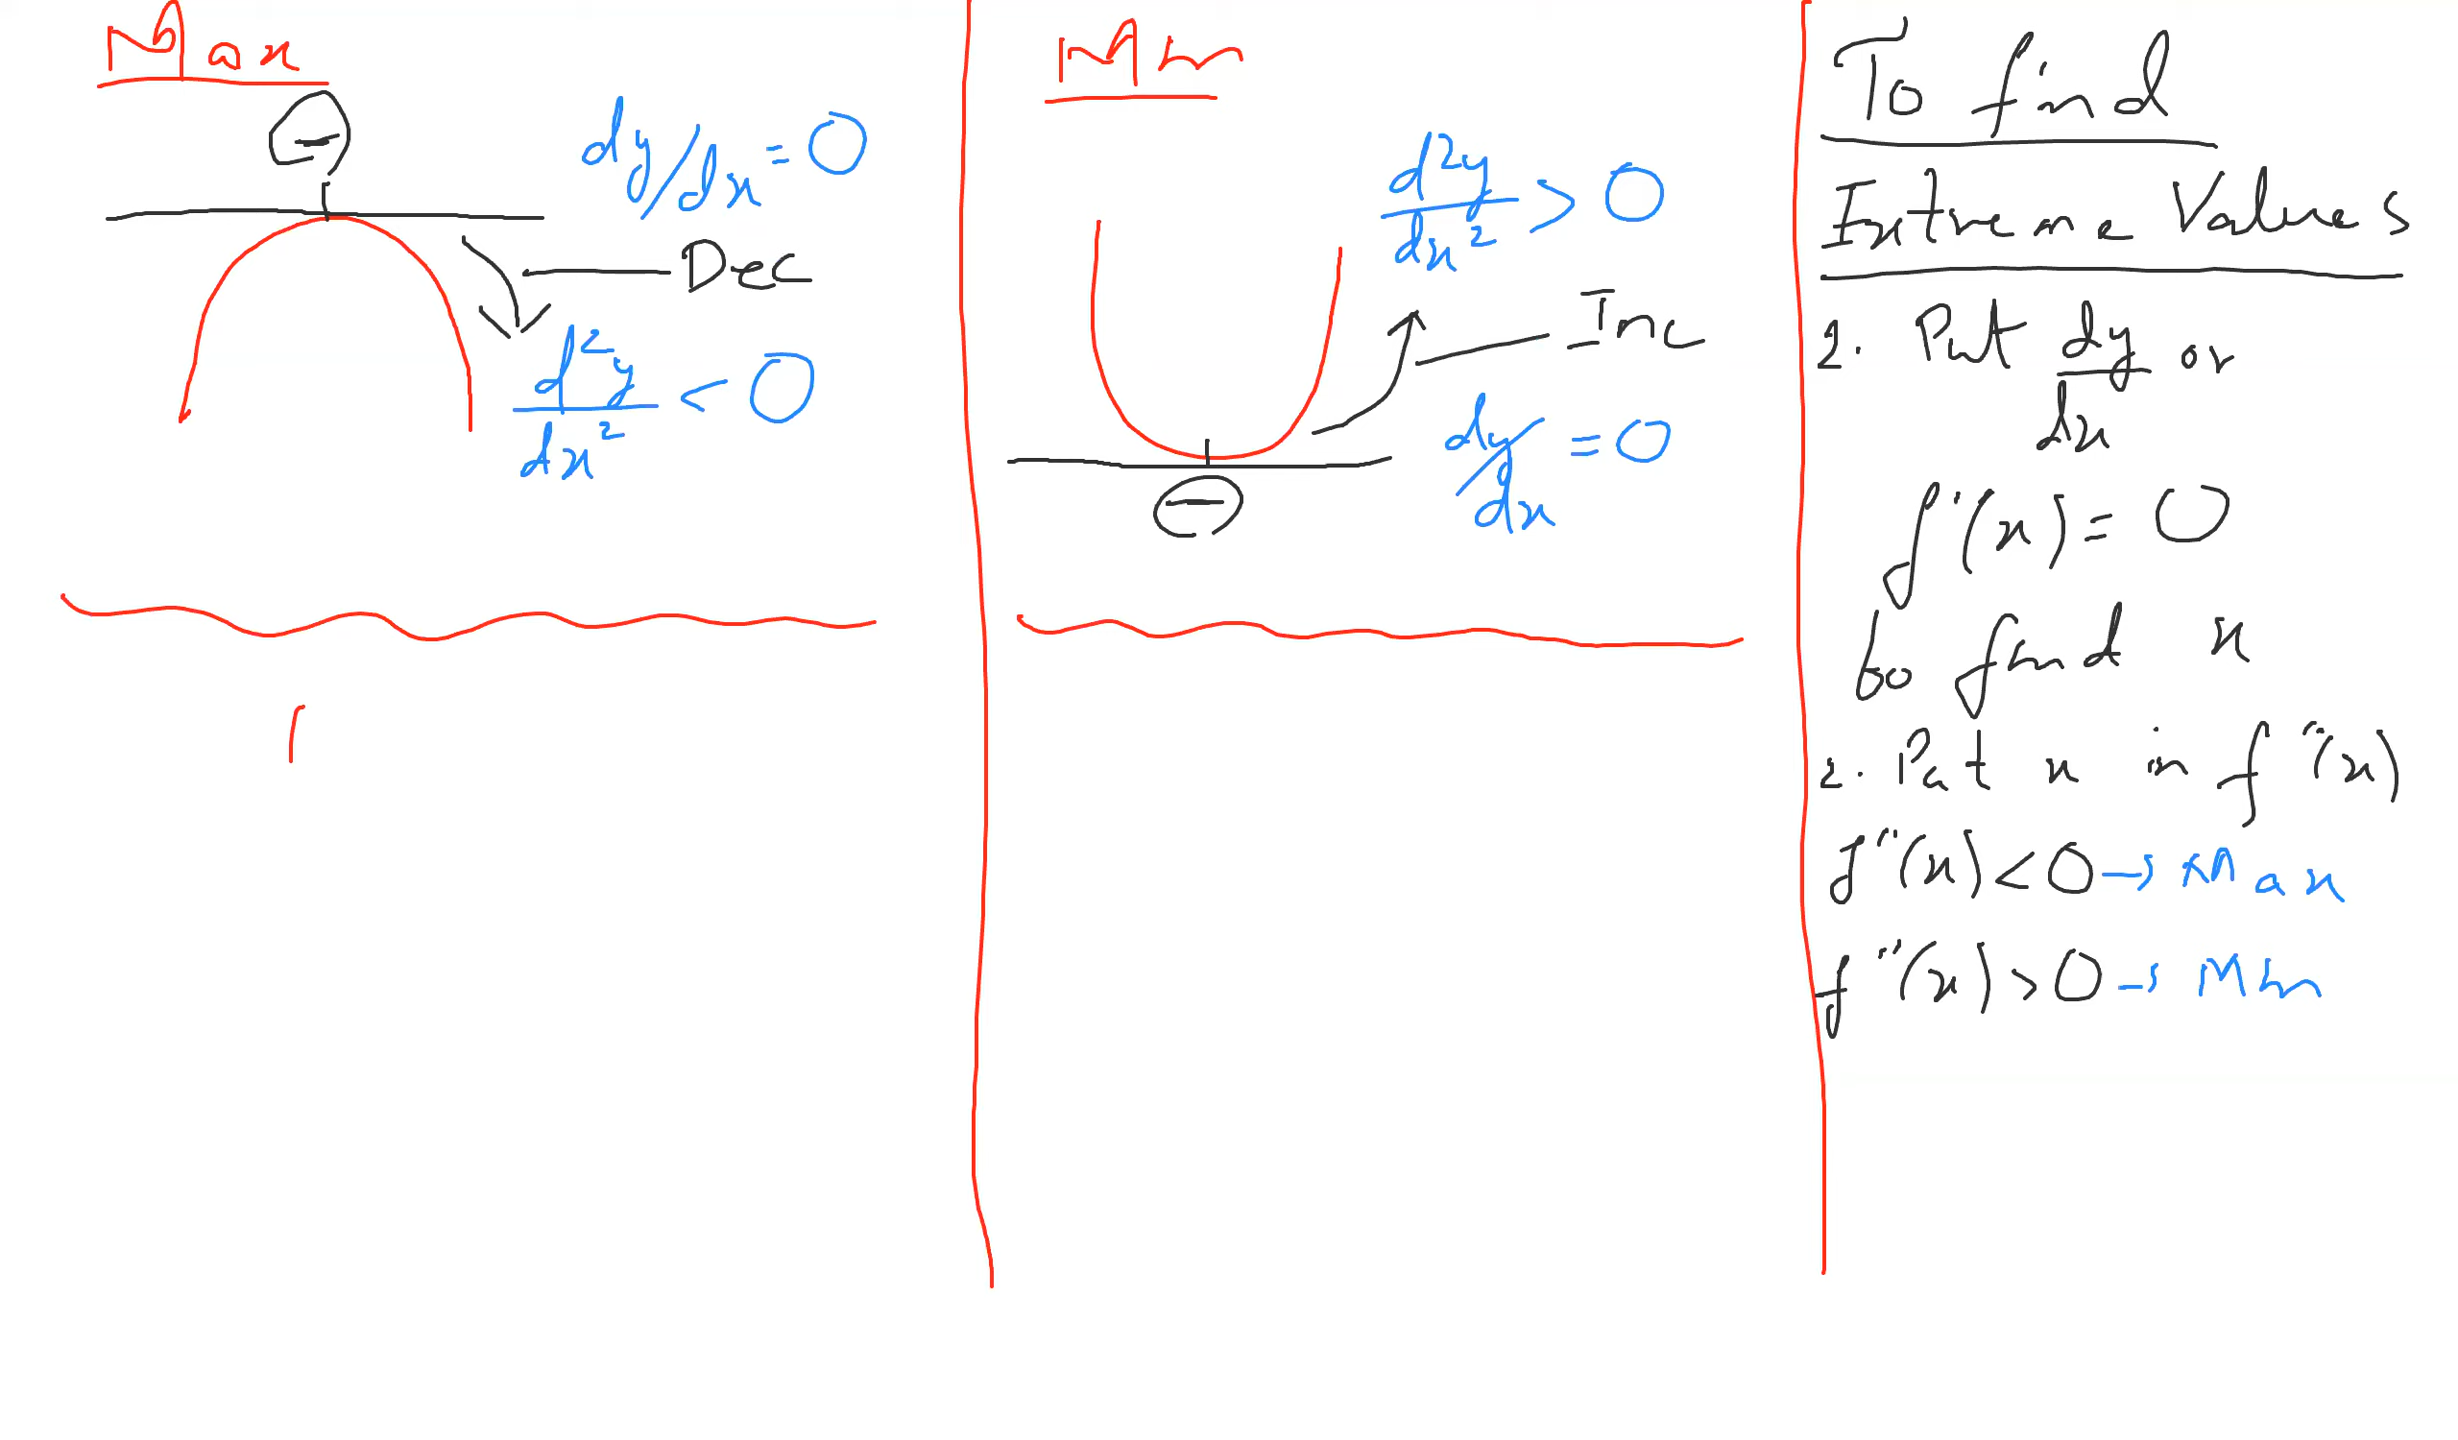 Max
dy/dx = 0
Dec
d²y/dx² < 0
Min
d²y/dx² > 0
Inc
dy/dx = 0
To find
Extreme Values
1. Put dy/dx or
f'(x) = 0
to find x
2. Put x in f"(x)
f"(x) < 0 → Max
f"(x) > 0 → Min